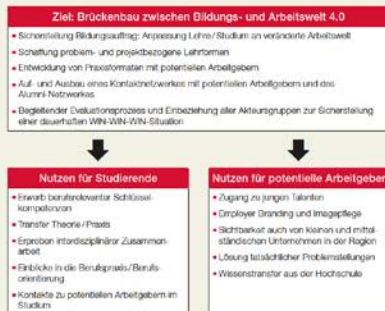 Ziel: Brückenbau zwischen Bildungs- und Arbeitswelt 4.0
• Sicherstellung Bildungsauftrag: Anpassung Lehre/Studium an veränderte Arbeitswelt
• Schaffung problem- und projektbezogene Lehrformen
• Entwicklung von Praxisformaten mit potentiellen Arbeitgebern
• Auf- und Ausbau eines Kontaktnetzwerkes mit potentiellen Arbeitgebern und des
Alumni-Netzwerkes
• Begleitender Evaluationsprozess und Einbeziehung aller Akteursgruppen zur Sicherstellung
einer dauerhaften WIN-WIN-WIN-Situation
Nutzen für Studierende
• Erwerb berufsrelevanter Schlüssel-
kompetenzen
• Transfer Theorie/Praxis
• Erproben interdisziplinärer Zusammen-
arbeit
• Einblicke in die Berufspraxis/Berufs-
orientierung
• Kontakte zu potentiellen Arbeitgebern im
Studium
Nutzen für potentielle Arbeitgeber
• Zugang zu jungen Talenten
• Employer Branding und Imagepflege
• Sichtbarkeit auch von kleinen und mittel-
ständischen Unternehmen in der Region
• Lösung tatsächlicher Problemstellungen
• Wissenstransfer aus der Hochschule